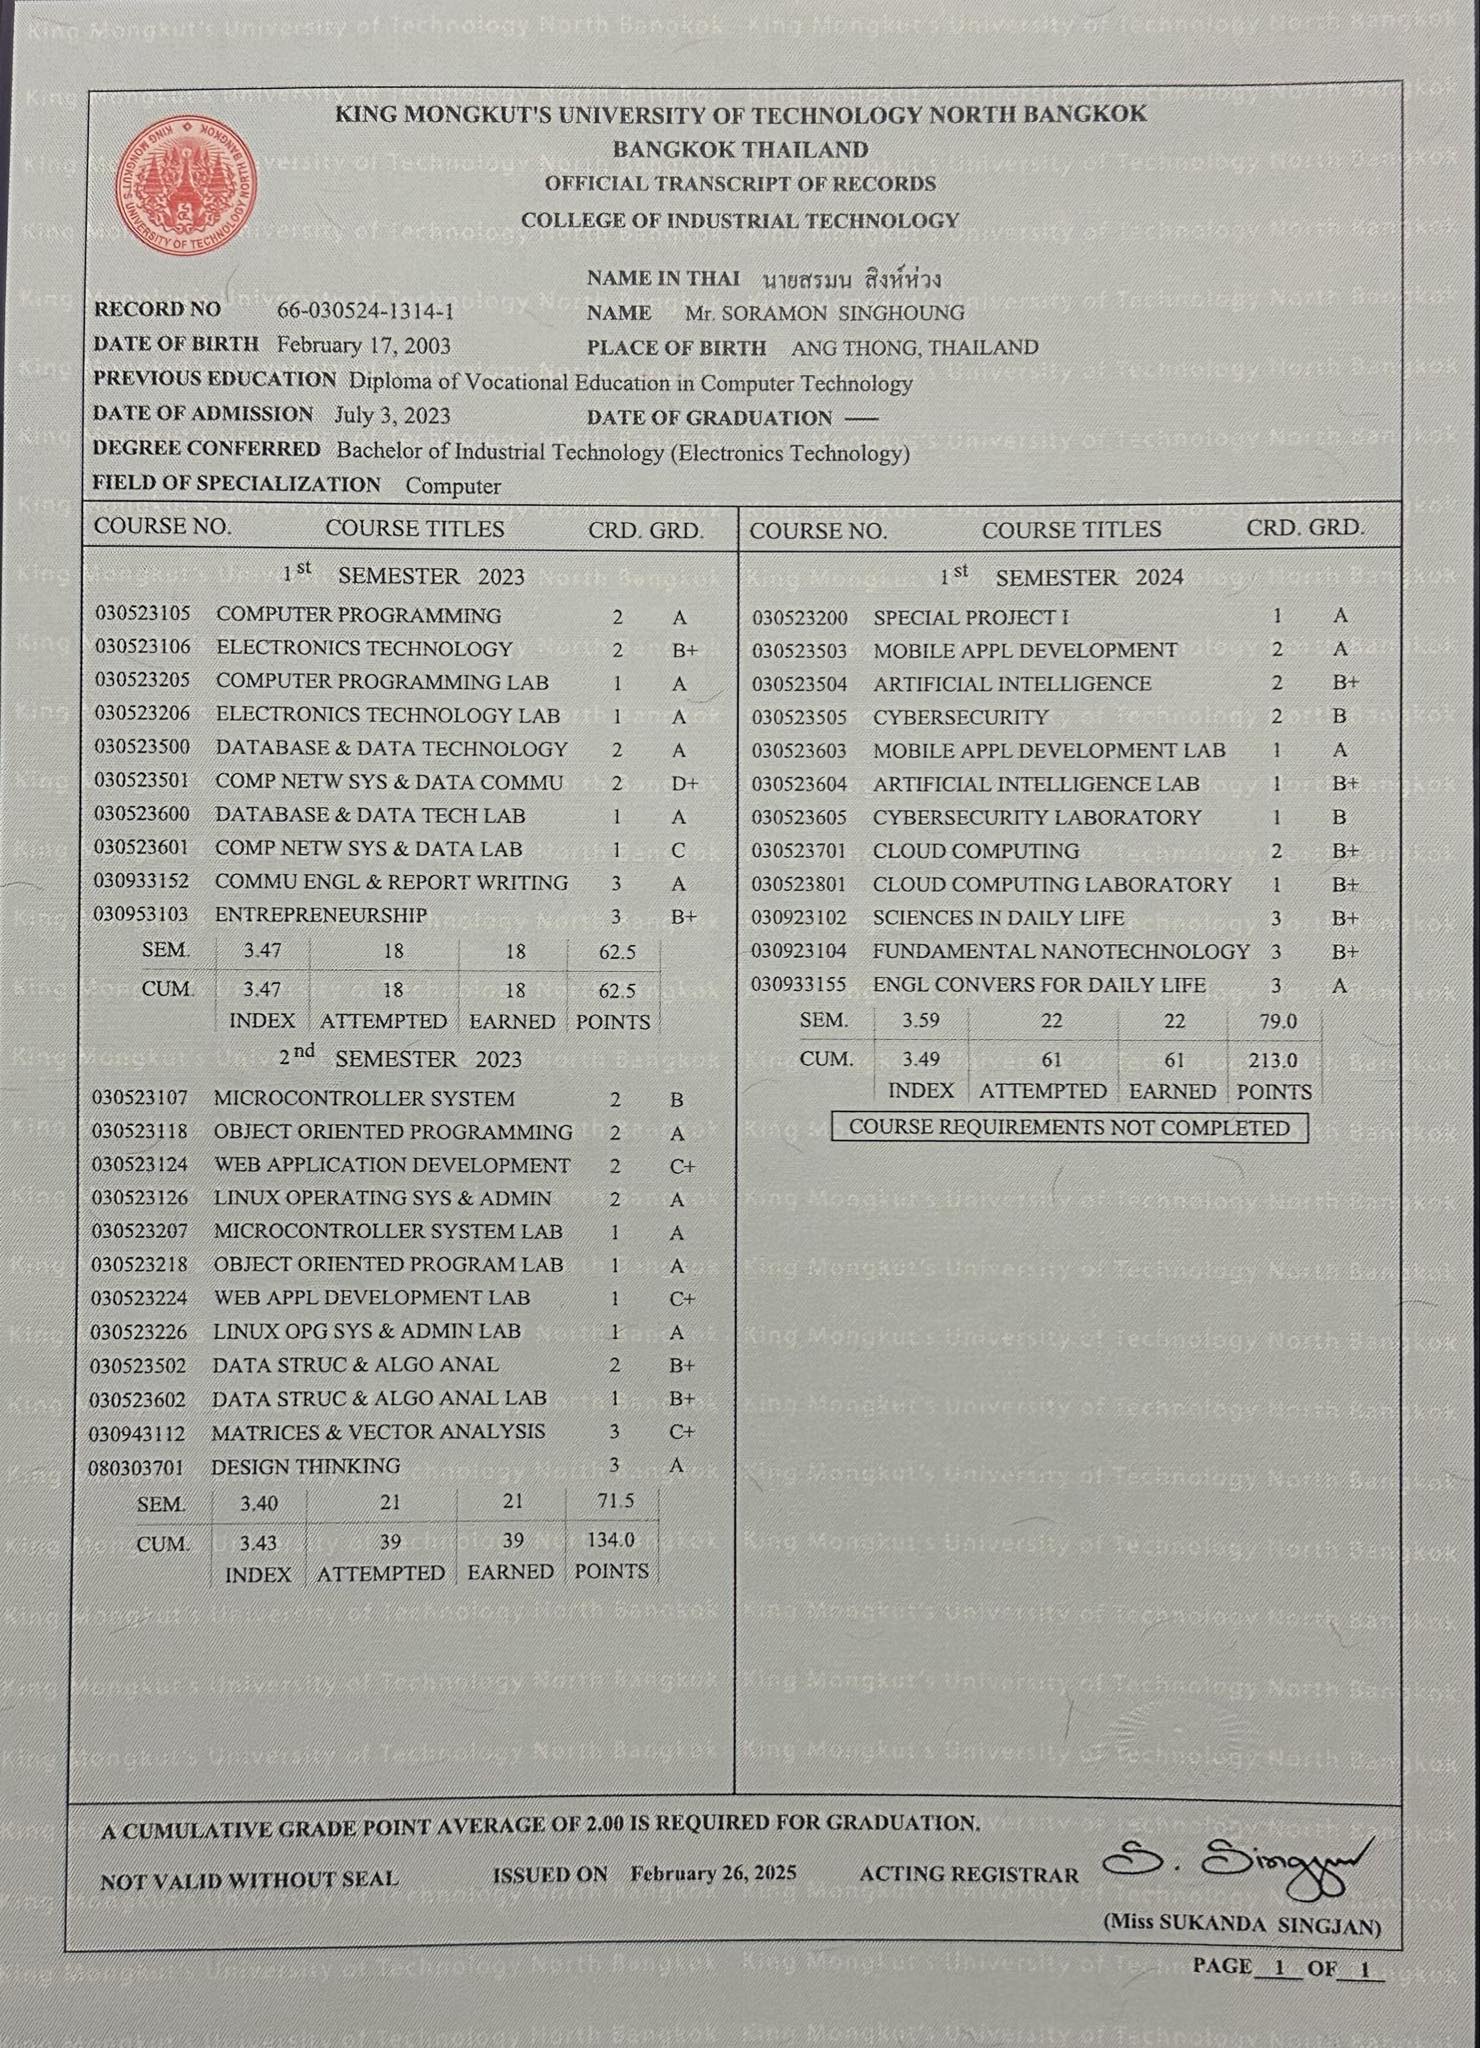 KING MONGKUT'S UNIVERSITY OF TECHNOLOGY NORTH BANGKOK
BANGKOK THAILAND
OFFICIAL TRANSCRIPT OF RECORDS
COLLEGE OF INDUSTRIAL TECHNOLOGY
KING MONGKUT'S UNIVERSITY OF TECHNOLOGY NORTH BANGKOK
NAME IN THAI นายสรมน สิงห์ห่วง
RECORD NO 66-030524-1314-1 NAME Mr. SORAMON SINGHOUNG
DATE OF BIRTH February 17, 2003 PLACE OF BIRTH ANG THONG, THAILAND
PREVIOUS EDUCATION Diploma of Vocational Education in Computer Technology
DATE OF ADMISSION July 3, 2023 DATE OF GRADUATION —
DEGREE CONFERRED Bachelor of Industrial Technology (Electronics Technology)
FIELD OF SPECIALIZATION Computer
COURSE NO. COURSE TITLES CRD. GRD.
1st SEMESTER 2023
030523105 COMPUTER PROGRAMMING 2 A
030523106 ELECTRONICS TECHNOLOGY 2 B+
030523205 COMPUTER PROGRAMMING LAB 1 A
030523206 ELECTRONICS TECHNOLOGY LAB 1 A
030523500 DATABASE & DATA TECHNOLOGY 2 A
030523501 COMP NETW SYS & DATA COMMU 2 D+
030523600 DATABASE & DATA TECH LAB 1 A
030523601 COMP NETW SYS & DATA LAB 1 C
030933152 COMMU ENGL & REPORT WRITING 3 A
030953103 ENTREPRENEURSHIP 3 B+
SEM. 3.47 18 18 62.5
CUM. 3.47 18 18 62.5
INDEX ATTEMPTED EARNED POINTS
2nd SEMESTER 2023
030523107 MICROCONTROLLER SYSTEM 2 B
030523118 OBJECT ORIENTED PROGRAMMING 2 A
030523124 WEB APPLICATION DEVELOPMENT 2 C+
030523126 LINUX OPERATING SYS & ADMIN 2 A
030523207 MICROCONTROLLER SYSTEM LAB 1 A
030523218 OBJECT ORIENTED PROGRAM LAB 1 A
030523224 WEB APPL DEVELOPMENT LAB 1 C+
030523226 LINUX OPG SYS & ADMIN LAB 1 A
030523502 DATA STRUC & ALGO ANAL 2 B+
030523602 DATA STRUC & ALGO ANAL LAB 1 B+
030943112 MATRICES & VECTOR ANALYSIS 3 C+
080303701 DESIGN THINKING 3 A
SEM. 3.40 21 21 71.5
CUM. 3.43 39 39 134.0
INDEX ATTEMPTED EARNED POINTS
COURSE NO. COURSE TITLES CRD. GRD.
1st SEMESTER 2024
030523200 SPECIAL PROJECT I 1 A
030523503 MOBILE APPL DEVELOPMENT 2 A
030523504 ARTIFICIAL INTELLIGENCE 2 B+
030523505 CYBERSECURITY 2 B
030523603 MOBILE APPL DEVELOPMENT LAB 1 A
030523604 ARTIFICIAL INTELLIGENCE LAB 1 B+
030523605 CYBERSECURITY LABORATORY 1 B
030523701 CLOUD COMPUTING 2 B+
030523801 CLOUD COMPUTING LABORATORY 1 B+
030923102 SCIENCES IN DAILY LIFE 3 B+
030923104 FUNDAMENTAL NANOTECHNOLOGY 3 B+
030933155 ENGL CONVERS FOR DAILY LIFE 3 A
SEM. 3.59 22 22 79.0
CUM. 3.49 61 61 213.0
INDEX ATTEMPTED EARNED POINTS
COURSE REQUIREMENTS NOT COMPLETED
A CUMULATIVE GRADE POINT AVERAGE OF 2.00 IS REQUIRED FOR GRADUATION.
NOT VALID WITHOUT SEAL ISSUED ON February 26, 2025 ACTING REGISTRAR S. Singjan
(Miss SUKANDA SINGJAN)
PAGE 1 OF 1